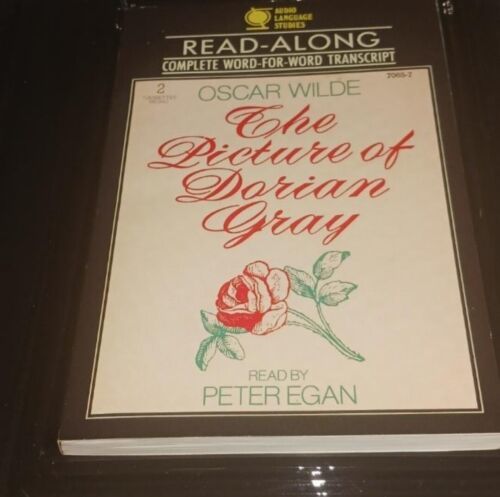 AUDIO
LANGUAGE
STUDIES
READ-ALONG
COMPLETE WORD-FOR-WORD TRANSCRIPT
2
7065-7
OSCAR WILDE
The
Picture of
Dorian
Gray
READ BY
PETER EGAN